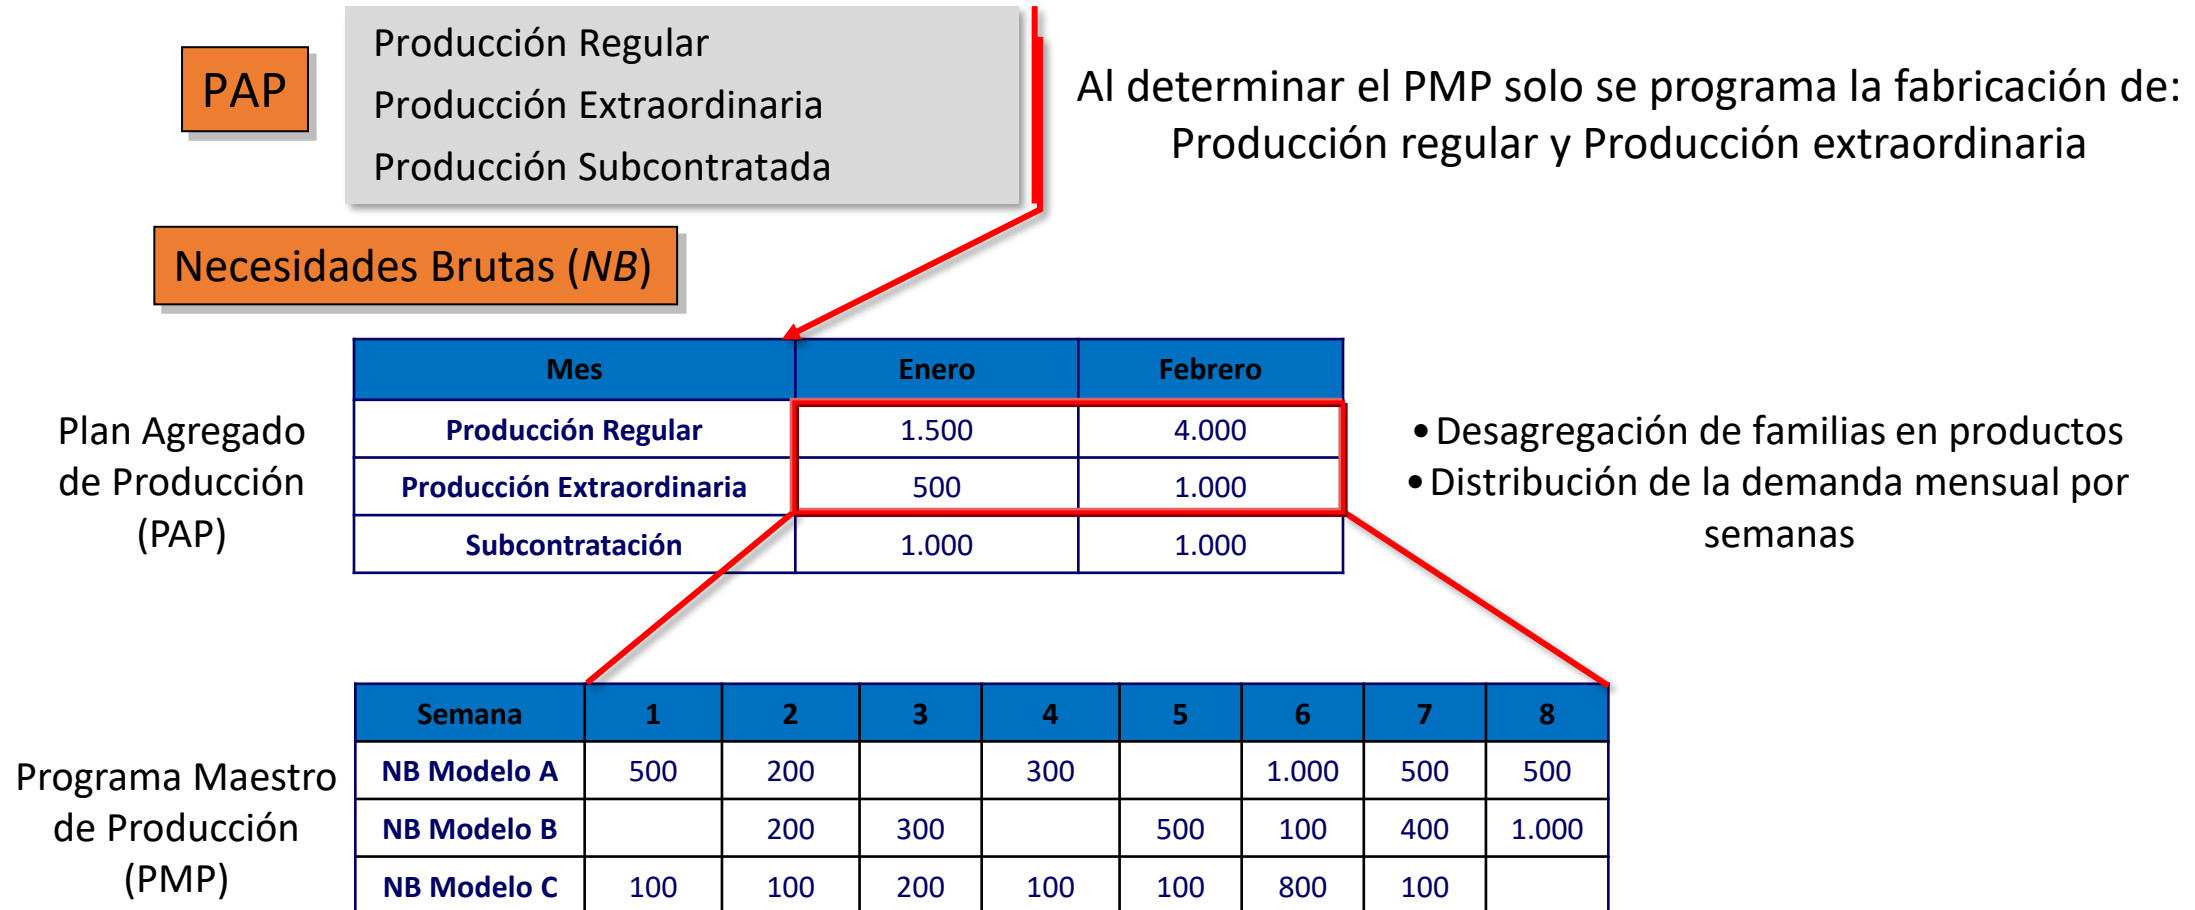 PAP
Producción Regular
Producción Extraordinaria
Producción Subcontratada
Al determinar el PMP solo se programa la fabricación de:
Producción regular y Producción extraordinaria
Necesidades Brutas (NB)
Plan Agregado
de Producción
(PAP)
Mes Enero Febrero
Producción Regular 1.500 4.000
Producción Extraordinaria 500 1.000
Subcontratación 1.000 1.000
•Desagregación de familias en productos
•Distribución de la demanda mensual por
semanas
Programa Maestro
de Producción
(PMP)
Semana 1 2 3 4 5 6 7 8
NB Modelo A 500 200 300 1.000 500 500
NB Modelo B 200 300 500 100 400 1.000
NB Modelo C 100 100 200 100 100 800 100